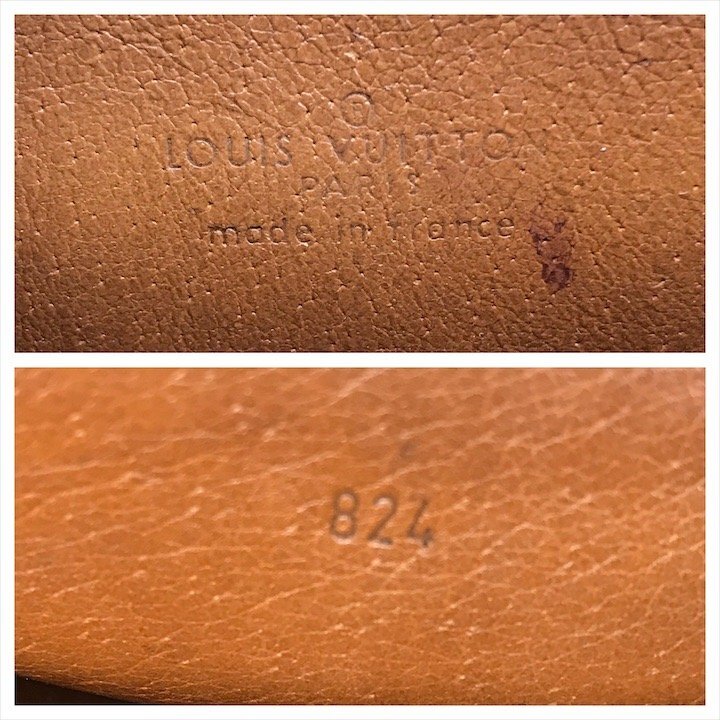 ®
LOUIS VUITTON
PARIS
made in france
824